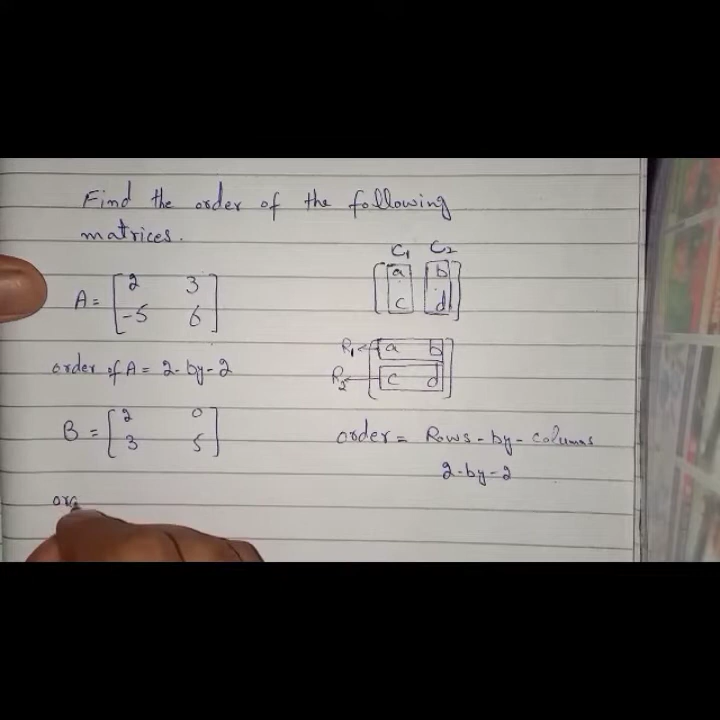 Find the order of the following
matrices.
A = [2 3
-5 6]
order of A = 2-by-2
B = [2 0
3 5]
ord
C₁ C₂
[a b
c d]
R₁ ← [a b
R₂ ← c d]
order = Rows-by-columns
2-by-2